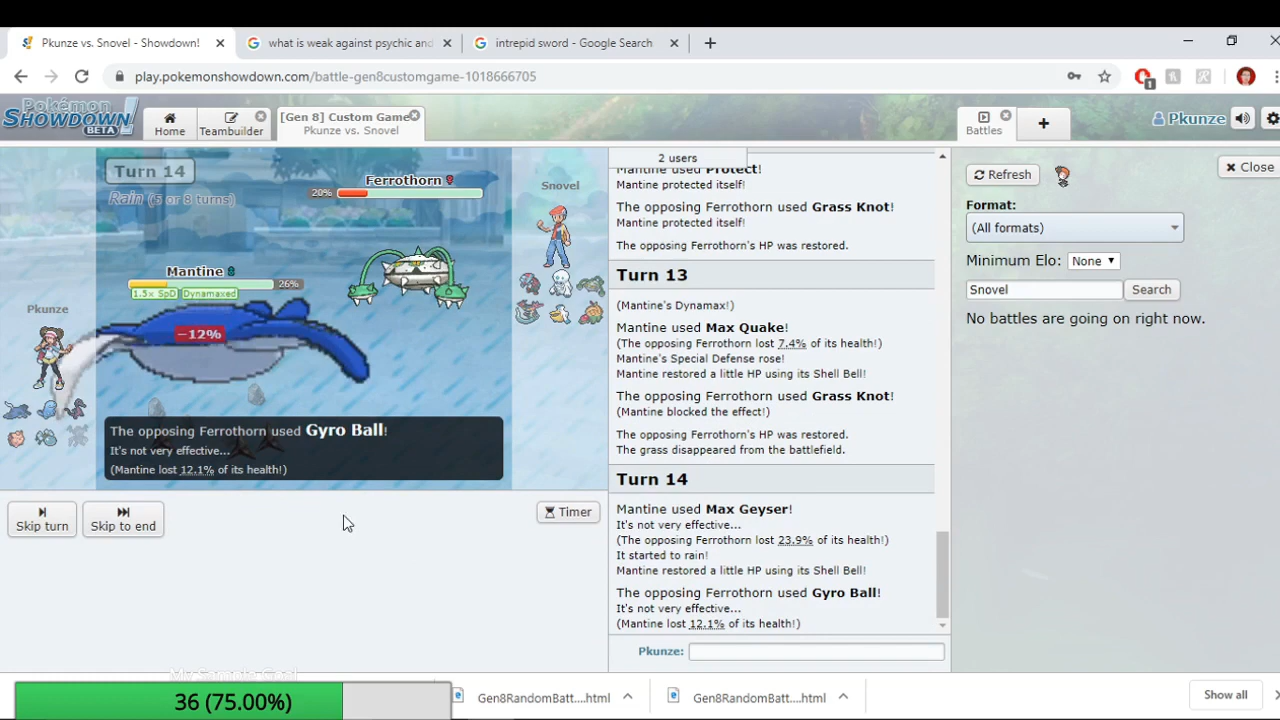 Pkunze vs. Snovel - Showdown!
what is weak against psychic and
intrepid sword - Google Search
play.pokemonshowdown.com/battle-gen8customgame-1018666705
1
Pokémon
SHOWDOWN!
BETA
Home
Teambuilder
[Gen 8] Custom Game
Pkunze vs. Snovel
Battles
Pkunze
Turn 14
Rain (5 or 8 turns)
Ferrothorn
20%
Mantine
26%
1.5× SpD Dynamaxed
−12%
Pkunze
Snovel
The opposing Ferrothorn used Gyro Ball!
It's not very effective...
(Mantine lost 12.1% of its health!)
Skip turn
Skip to end
Timer
2 users
Mantine used Protect!
Mantine protected itself!
The opposing Ferrothorn used Grass Knot!
Mantine protected itself!
The opposing Ferrothorn's HP was restored.
Turn 13
(Mantine's Dynamax!)
Mantine used Max Quake!
(The opposing Ferrothorn lost 7.4% of its health!)
Mantine's Special Defense rose!
Mantine restored a little HP using its Shell Bell!
The opposing Ferrothorn used Grass Knot!
(Mantine blocked the effect!)
The opposing Ferrothorn's HP was restored.
The grass disappeared from the battlefield.
Turn 14
Mantine used Max Geyser!
It's not very effective...
(The opposing Ferrothorn lost 23.9% of its health!)
It started to rain!
Mantine restored a little HP using its Shell Bell!
The opposing Ferrothorn used Gyro Ball!
It's not very effective...
(Mantine lost 12.1% of its health!)
Pkunze:
Refresh
Close
Format:
(All formats)
Minimum Elo: None
Snovel
Search
No battles are going on right now.
My Sample Goal
36 (75.00%)
Gen8RandomBatt....html
Gen8RandomBatt....html
Show all